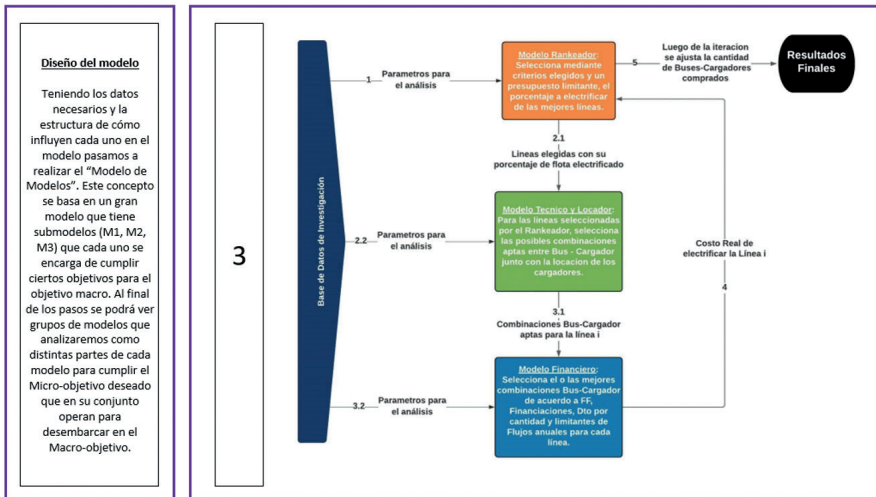 Diseño del modelo
Teniendo los datos
necesarios y la
estructura de cómo
influyen cada uno en el
modelo pasamos a
realizar el “Modelo de
Modelos”. Este concepto
se basa en un gran
modelo que tiene
submodelos (M1, M2,
M3) que cada uno se
encarga de cumplir
ciertos objetivos para el
objetivo macro. Al final
de los pasos se podrá ver
grupos de modelos que
analizaremos como
distintas partes de cada
modelo para cumplir el
Micro-objetivo deseado
que en su conjunto
operan para
desembarcar en el
Macro-objetivo.
3
Base de Datos de Investigación
1
Parametros para
el análisis
Modelo Rankeador:
Selecciona mediante
criterios elegidos y un
presupuesto limitante, el
porcentaje a electrificar
de las mejores líneas.
5
Luego de la iteracion
se ajusta la cantidad
de Buses-Cargadores
comprados
Resultados
Finales
2.1
Lineas elegidas con su
porcentaje de flota electrificado
2.2
Parametros para
el análisis
Modelo Tecnico y Locador:
Para las líneas seleccionadas
por el Rankeador, selecciona
las posibles combinaciones
aptas entre Bus - Cargador
junto con la locacion de los
cargadores.
Costo Real de
electrificar la Línea i
4
3.1
Combinaciones Bus-Cargador
aptas para la línea i
3.2
Parametros para
el análisis
Modelo Financiero:
Selecciona el o las mejores
combinaciones Bus-Cargador
de acuerdo a FF,
Financiaciones, Dto por
cantidad y limitantes de
Flujos anuales para cada
línea.